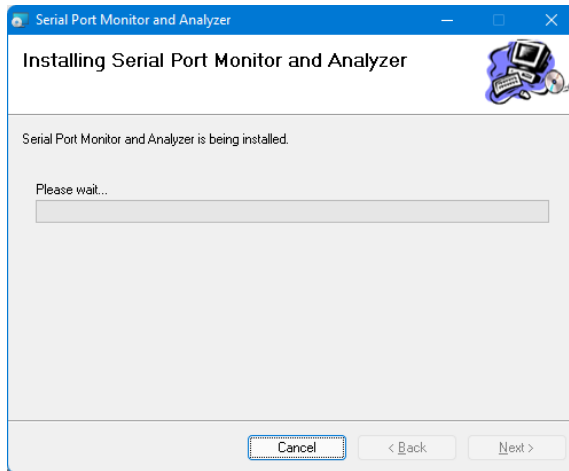 Serial Port Monitor and Analyzer
Installing Serial Port Monitor and Analyzer
Serial Port Monitor and Analyzer is being installed.
Please wait...
Cancel
< Back
Next >